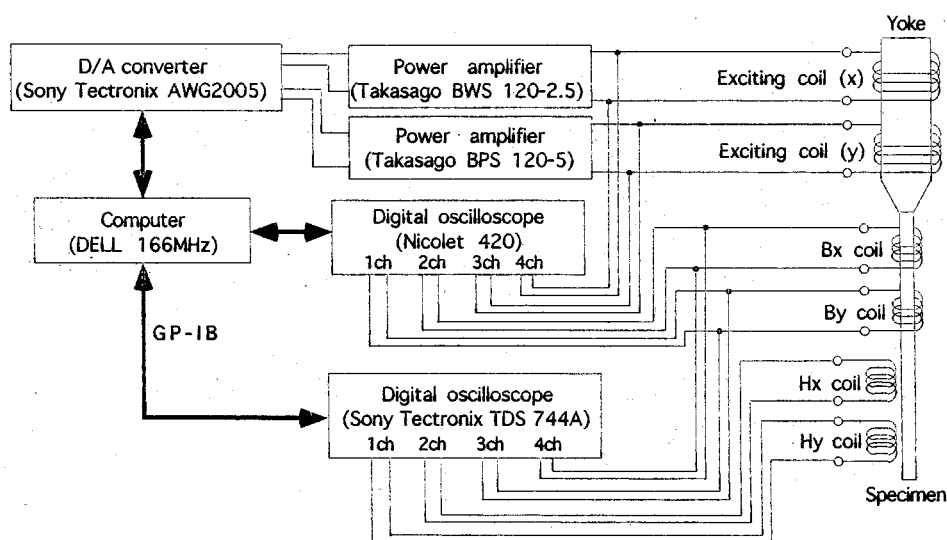 Yoke
D/A converter
(Sony Tectronix AWG2005)
Power amplifier
(Takasago BWS 120-2.5)
Exciting coil (x)
Power amplifier
(Takasago BPS 120-5)
Exciting coil (y)
Computer
(DELL 166MHz)
Digital oscilloscope
(Nicolet 420)
1ch 2ch 3ch 4ch
Bx coil
By coil
GP-IB
Digital oscilloscope
(Sony Tectronix TDS 744A)
1ch 2ch 3ch 4ch
Hx coil
Hy coil
Specimen